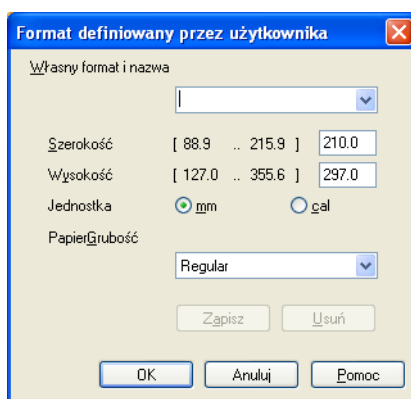 Format definiowany przez użytkownika
Własny format i nazwa
Szerokość [ 88.9 .. 215.9 ] 210.0
Wysokość [ 127.0 .. 355.6 ] 297.0
Jednostka mm cal
PapierGrubość
Regular
Zapisz Usuń
OK Anuluj Pomoc